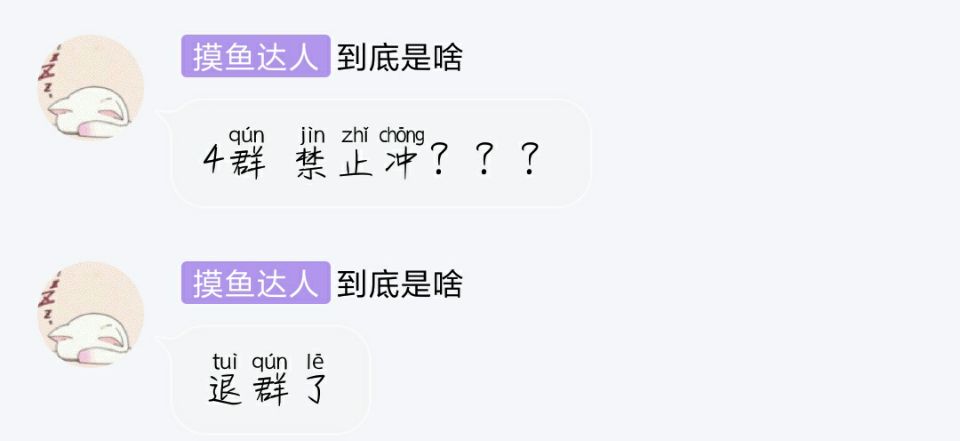 摸鱼达人 到底是啥
qún jìn zhǐ chōng
4群 禁止冲？？？
摸鱼达人 到底是啥
tuì qún lē
退群了